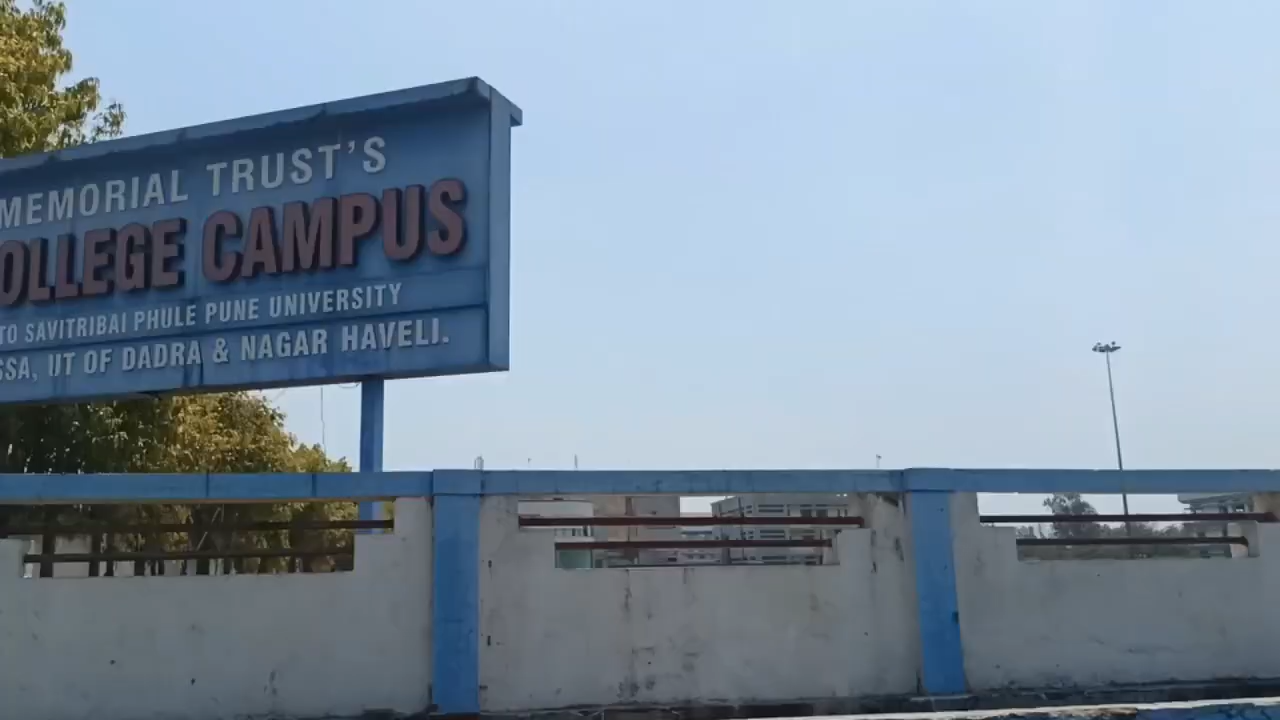 MEMORIAL TRUST'S
OLLEGE CAMPUS
TO SAVITRIBAI PHULE PUNE UNIVERSITY
SSA, UT OF DADRA & NAGAR HAVELI.